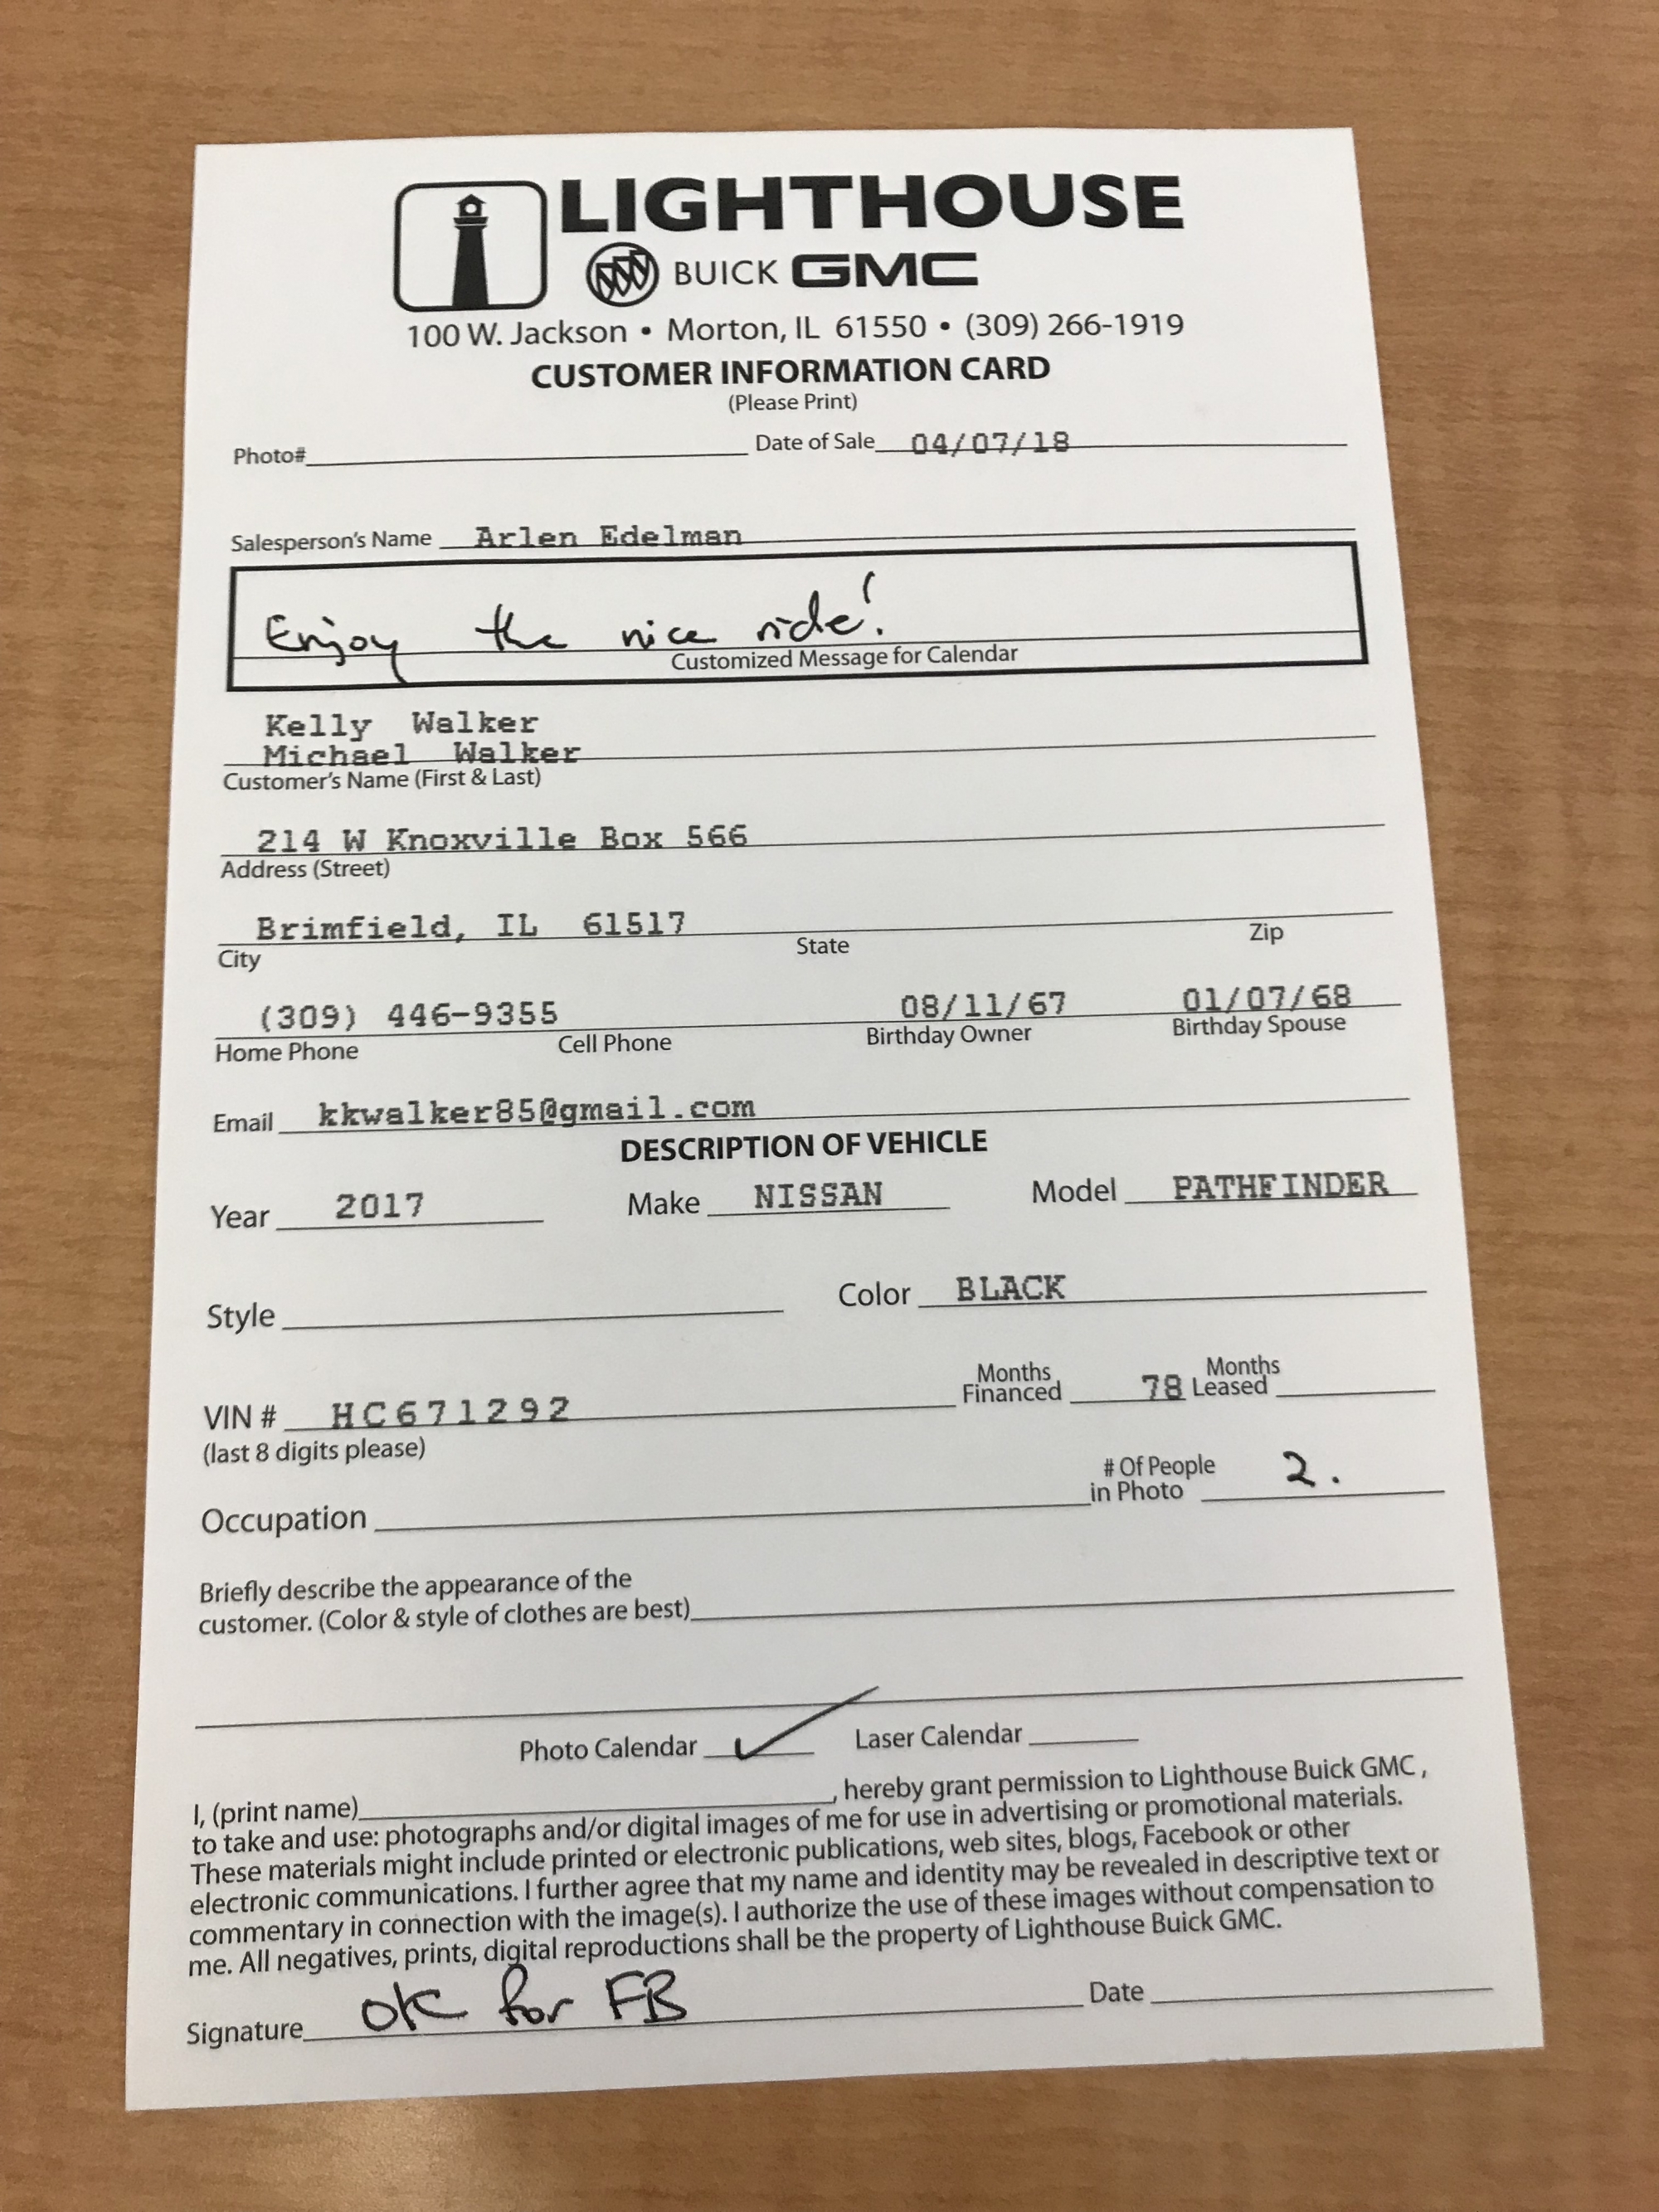 LIGHTHOUSE
BUICK GMC
100 W. Jackson • Morton, IL 61550 • (309) 266-1919
CUSTOMER INFORMATION CARD
(Please Print)
Photo# Date of Sale 04/07/18
Salesperson's Name Arlen Edelman
Enjoy the nice ride!
Customized Message for Calendar
Kelly Walker
Michael Walker
Customer's Name (First & Last)
214 W Knoxville Box 566
Address (Street)
Brimfield, IL 61517
City State Zip
(309) 446-9355 08/11/67 01/07/68
Home Phone Cell Phone Birthday Owner Birthday Spouse
Email kkwalker85@gmail.com
DESCRIPTION OF VEHICLE
Year 2017 Make NISSAN Model PATHFINDER
Style Color BLACK
Months Months
VIN # HC671292 Financed 78 Leased
(last 8 digits please)
# Of People
Occupation in Photo 2.
Briefly describe the appearance of the
customer. (Color & style of clothes are best)
Photo Calendar ✓ Laser Calendar
I, (print name) , hereby grant permission to Lighthouse Buick GMC ,
to take and use: photographs and/or digital images of me for use in advertising or promotional materials.
These materials might include printed or electronic publications, web sites, blogs, Facebook or other
electronic communications. I further agree that my name and identity may be revealed in descriptive text or
commentary in connection with the image(s). I authorize the use of these images without compensation to
me. All negatives, prints, digital reproductions shall be the property of Lighthouse Buick GMC.
Signature OK for FB Date